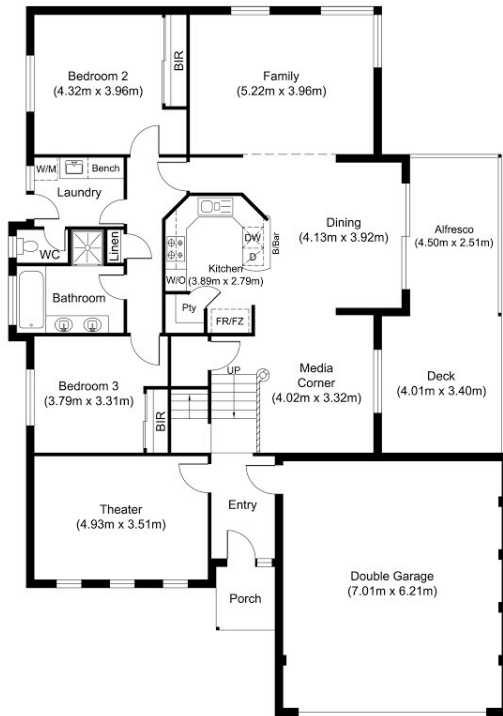 Bedroom 2
(4.32m x 3.96m)
BIR
Family
(5.22m x 3.96m)
W/M
Bench
Laundry
WC
Linen
Bathroom
DW
D
B/Bar
Kitchen
(3.89m x 2.79m)
W/O
Pty
FR/FZ
Dining
(4.13m x 3.92m)
Alfresco
(4.50m x 2.51m)
Bedroom 3
(3.79m x 3.31m)
BIR
UP
Media
Corner
(4.02m x 3.32m)
Deck
(4.01m x 3.40m)
Theater
(4.93m x 3.51m)
Entry
Porch
Double Garage
(7.01m x 6.21m)